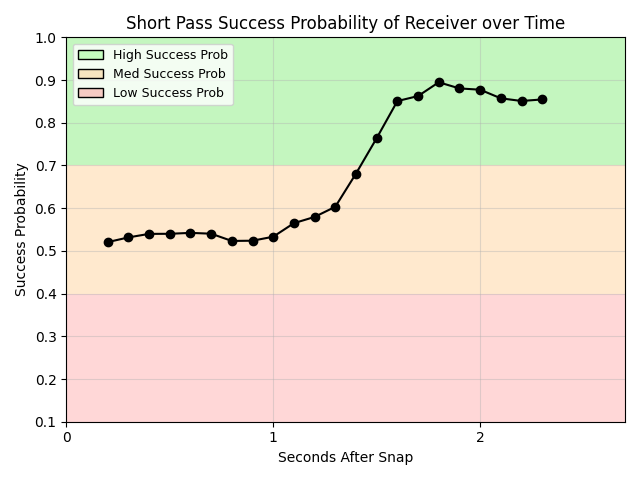 Short Pass Success Probability of Receiver over Time
High Success Prob
Med Success Prob
Low Success Prob
Success Probability
1.0
0.9
0.8
0.7
0.6
0.5
0.4
0.3
0.2
0.1
0 1 2
Seconds After Snap